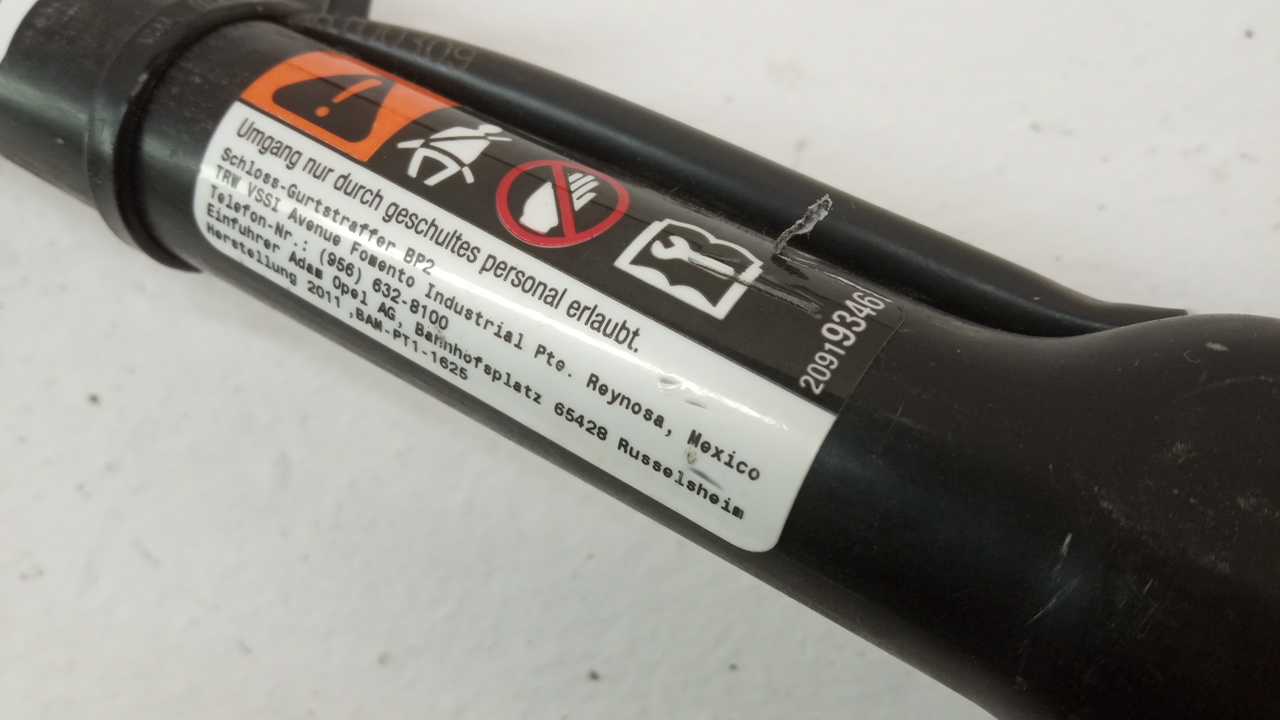 Umgang nur durch geschultes personal erlaubt.
Schloss-Gurtstraffer BP2
TRW VSSI Avenue Fomento Industrial Pte. Reynosa, Mexico
Telefon-Nr.: (956) 632-8100
Einfuhrer Adam Opel AG, Bahnhofsplatz 65428 Russelsheim
Herstellung 2011 ,BAM-PT1-1625
20919346